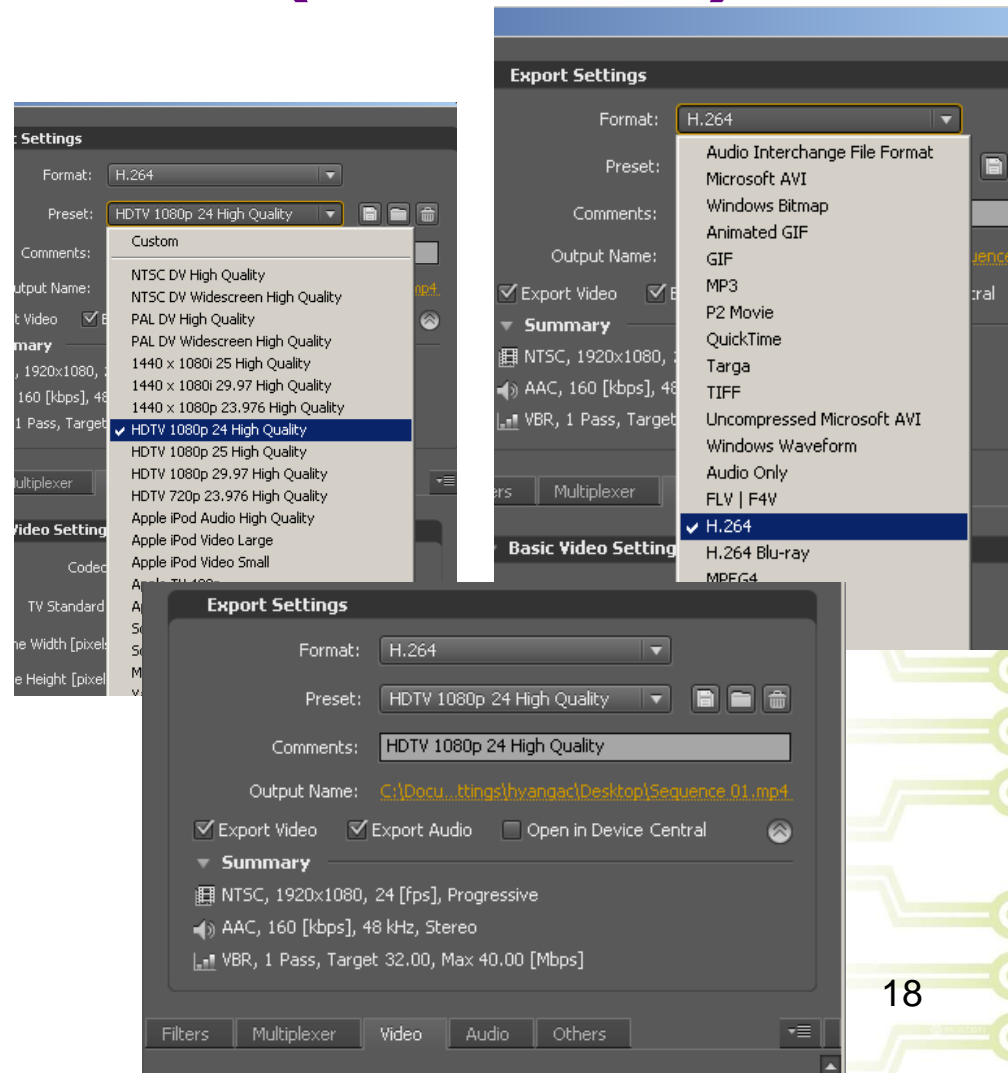 Settings
Format: H.264
Preset: HDTV 1080p 24 High Quality
Comments:
Output Name:
Custom
NTSC DV High Quality
NTSC DV Widescreen High Quality
PAL DV High Quality
PAL DV Widescreen High Quality
1440 x 1080i 25 High Quality
1440 x 1080i 29.97 High Quality
1440 x 1080p 23.976 High Quality
HDTV 1080p 24 High Quality
HDTV 1080p 25 High Quality
HDTV 1080p 29.97 High Quality
HDTV 720p 23.976 High Quality
Apple iPod Audio High Quality
Apple iPod Video Large
Apple iPod Video Small
Video
, 1920x1080,
160 [kbps], 48
1 Pass, Target
Multiplexer
Video Setting
Codec
TV Standard
Width [pixel
Height [pixel
Export Settings
Format: H.264
Preset:
Comments:
Output Name:
Export Video
Summary
NTSC, 1920x1080,
AAC, 160 [kbps], 48
VBR, 1 Pass, Target
Multiplexer
Basic Video Setting
Audio Interchange File Format
Microsoft AVI
Windows Bitmap
Animated GIF
GIF
MP3
P2 Movie
QuickTime
Targa
TIFF
Uncompressed Microsoft AVI
Windows Waveform
Audio Only
FLV | F4V
H.264
H.264 Blu-ray
MPEG4
Export Settings
Format: H.264
Preset: HDTV 1080p 24 High Quality
Comments: HDTV 1080p 24 High Quality
Output Name: C:\Docu...ttings\hyangac\Desktop\Sequence 01.mp4
Export Video Export Audio Open in Device Central
Summary
NTSC, 1920x1080, 24 [fps], Progressive
AAC, 160 [kbps], 48 kHz, Stereo
VBR, 1 Pass, Target 32.00, Max 40.00 [Mbps]
Filters Multiplexer Video Audio Others
18